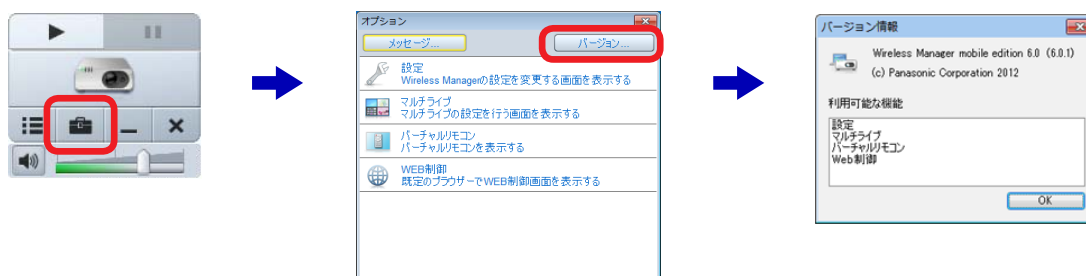 オプション
メッセージ...
バージョン...
設定
Wireless Managerの設定を変更する画面を表示する
マルチライブ
マルチライブの設定を行う画面を表示する
バーチャルリモコン
バーチャルリモコンを表示する
WEB制御
既定のブラウザーでWEB制御画面を表示する
バージョン情報
Wireless Manager mobile edition 6.0 (6.0.1)
(c) Panasonic Corporation 2012
利用可能な機能
設定
マルチライブ
バーチャルリモコン
Web制御
OK